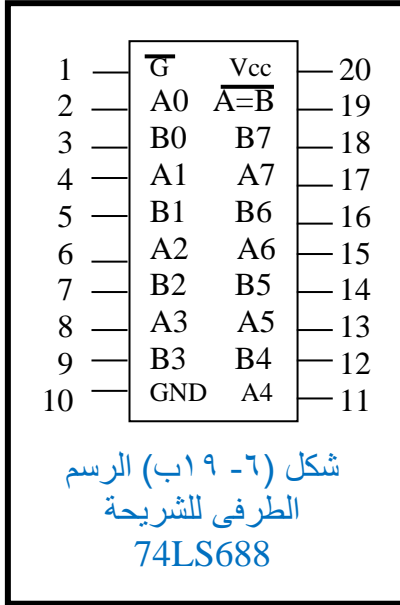 1 G Vcc 20
2 A0 A=B 19
3 B0 B7 18
4 A1 A7 17
5 B1 B6 16
6 A2 A6 15
7 B2 B5 14
8 A3 A5 13
9 B3 B4 12
10 GND A4 11
شكل (٦- ١٩ب) الرسم
الطرفى للشريحة
74LS688